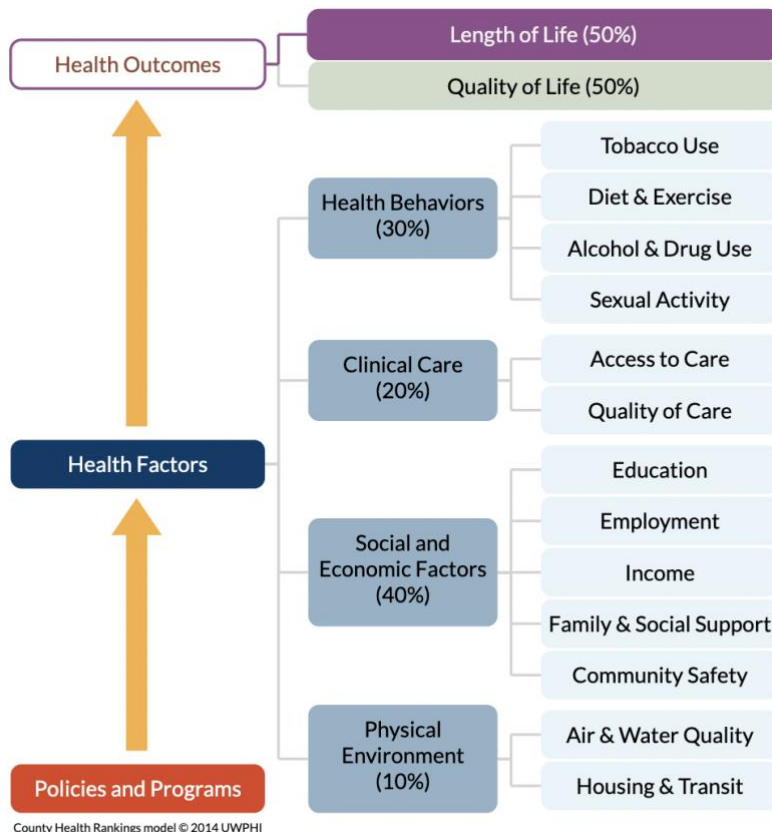 Health Outcomes
Length of Life (50%)
Quality of Life (50%)
Health Factors
Health Behaviors
(30%)
Tobacco Use
Diet & Exercise
Alcohol & Drug Use
Sexual Activity
Clinical Care
(20%)
Access to Care
Quality of Care
Social and
Economic Factors
(40%)
Education
Employment
Income
Family & Social Support
Community Safety
Physical
Environment
(10%)
Air & Water Quality
Housing & Transit
Policies and Programs
County Health Rankings model © 2014 UWPHI